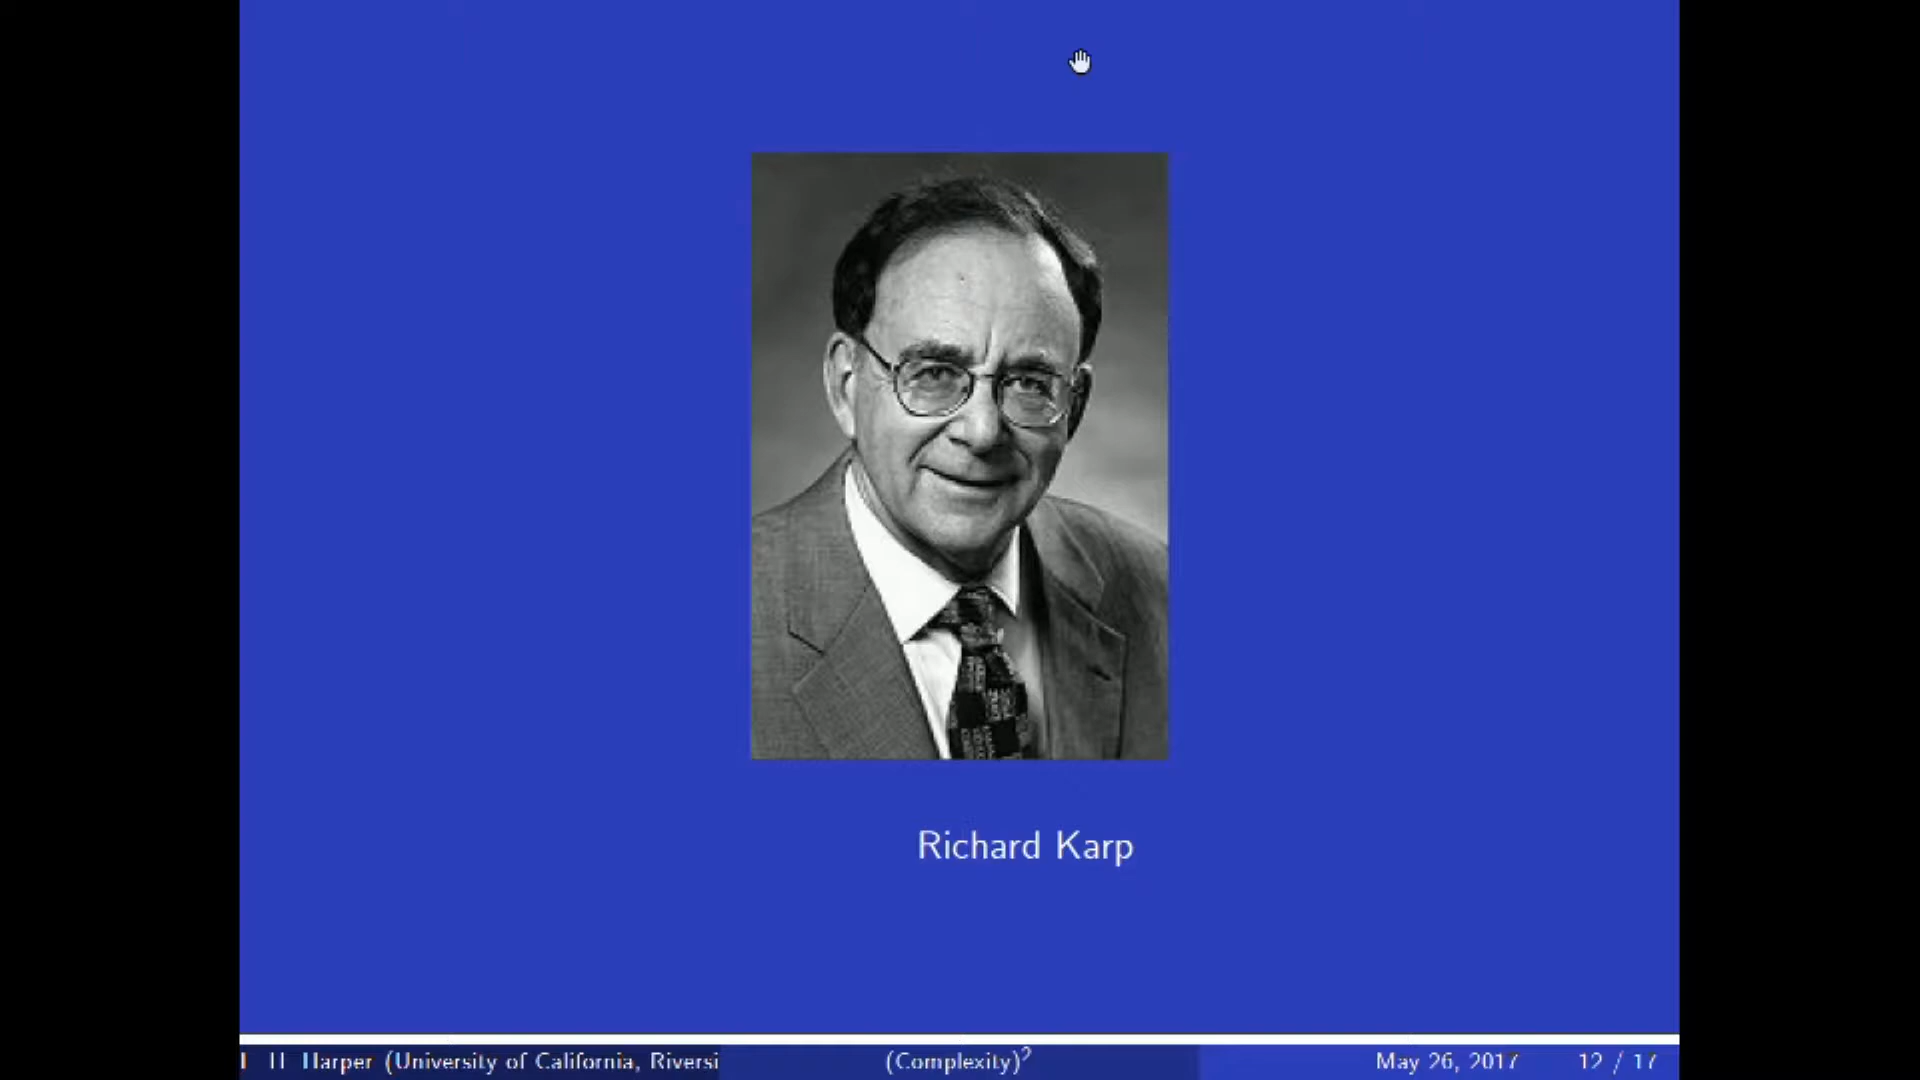 Richard Karp
Harper (University of California, Riversi
(Complexity)²
May 26, 2017
12 / 17